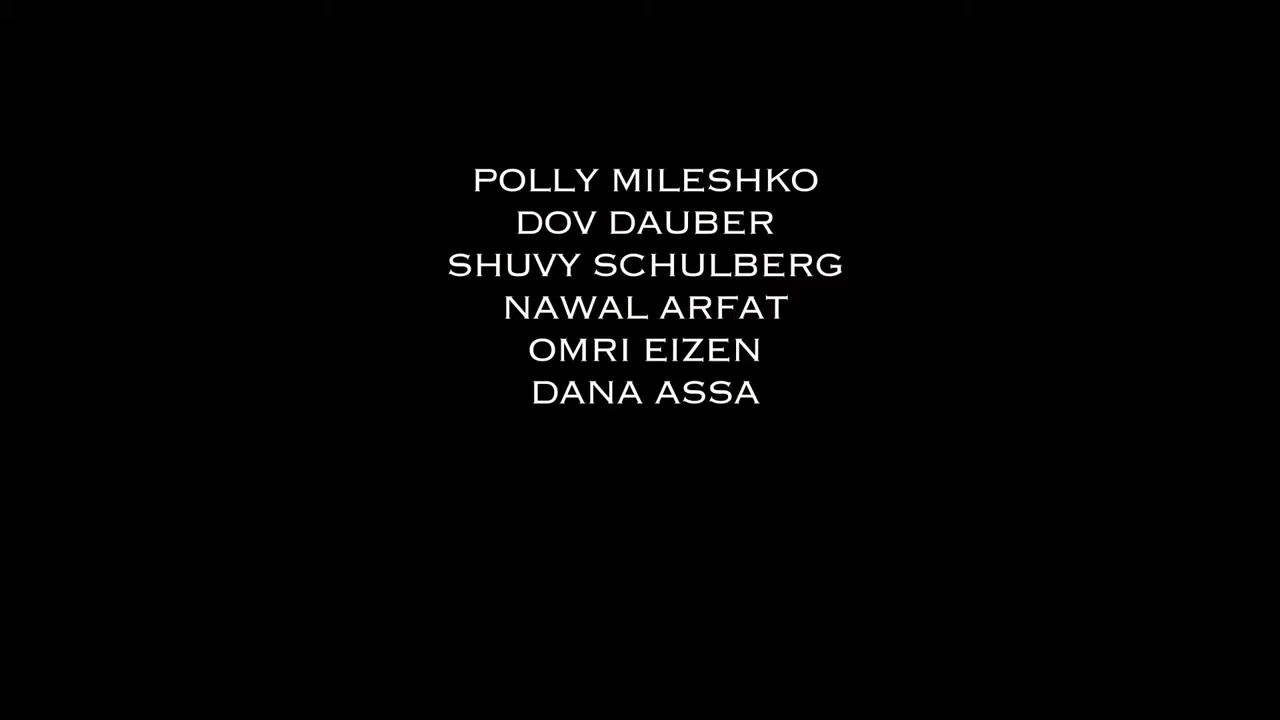 POLLY MILESHKO
DOV DAUBER
SHUVY SCHULBERG
NAWAL ARFAT
OMRI EIZEN
DANA ASSA